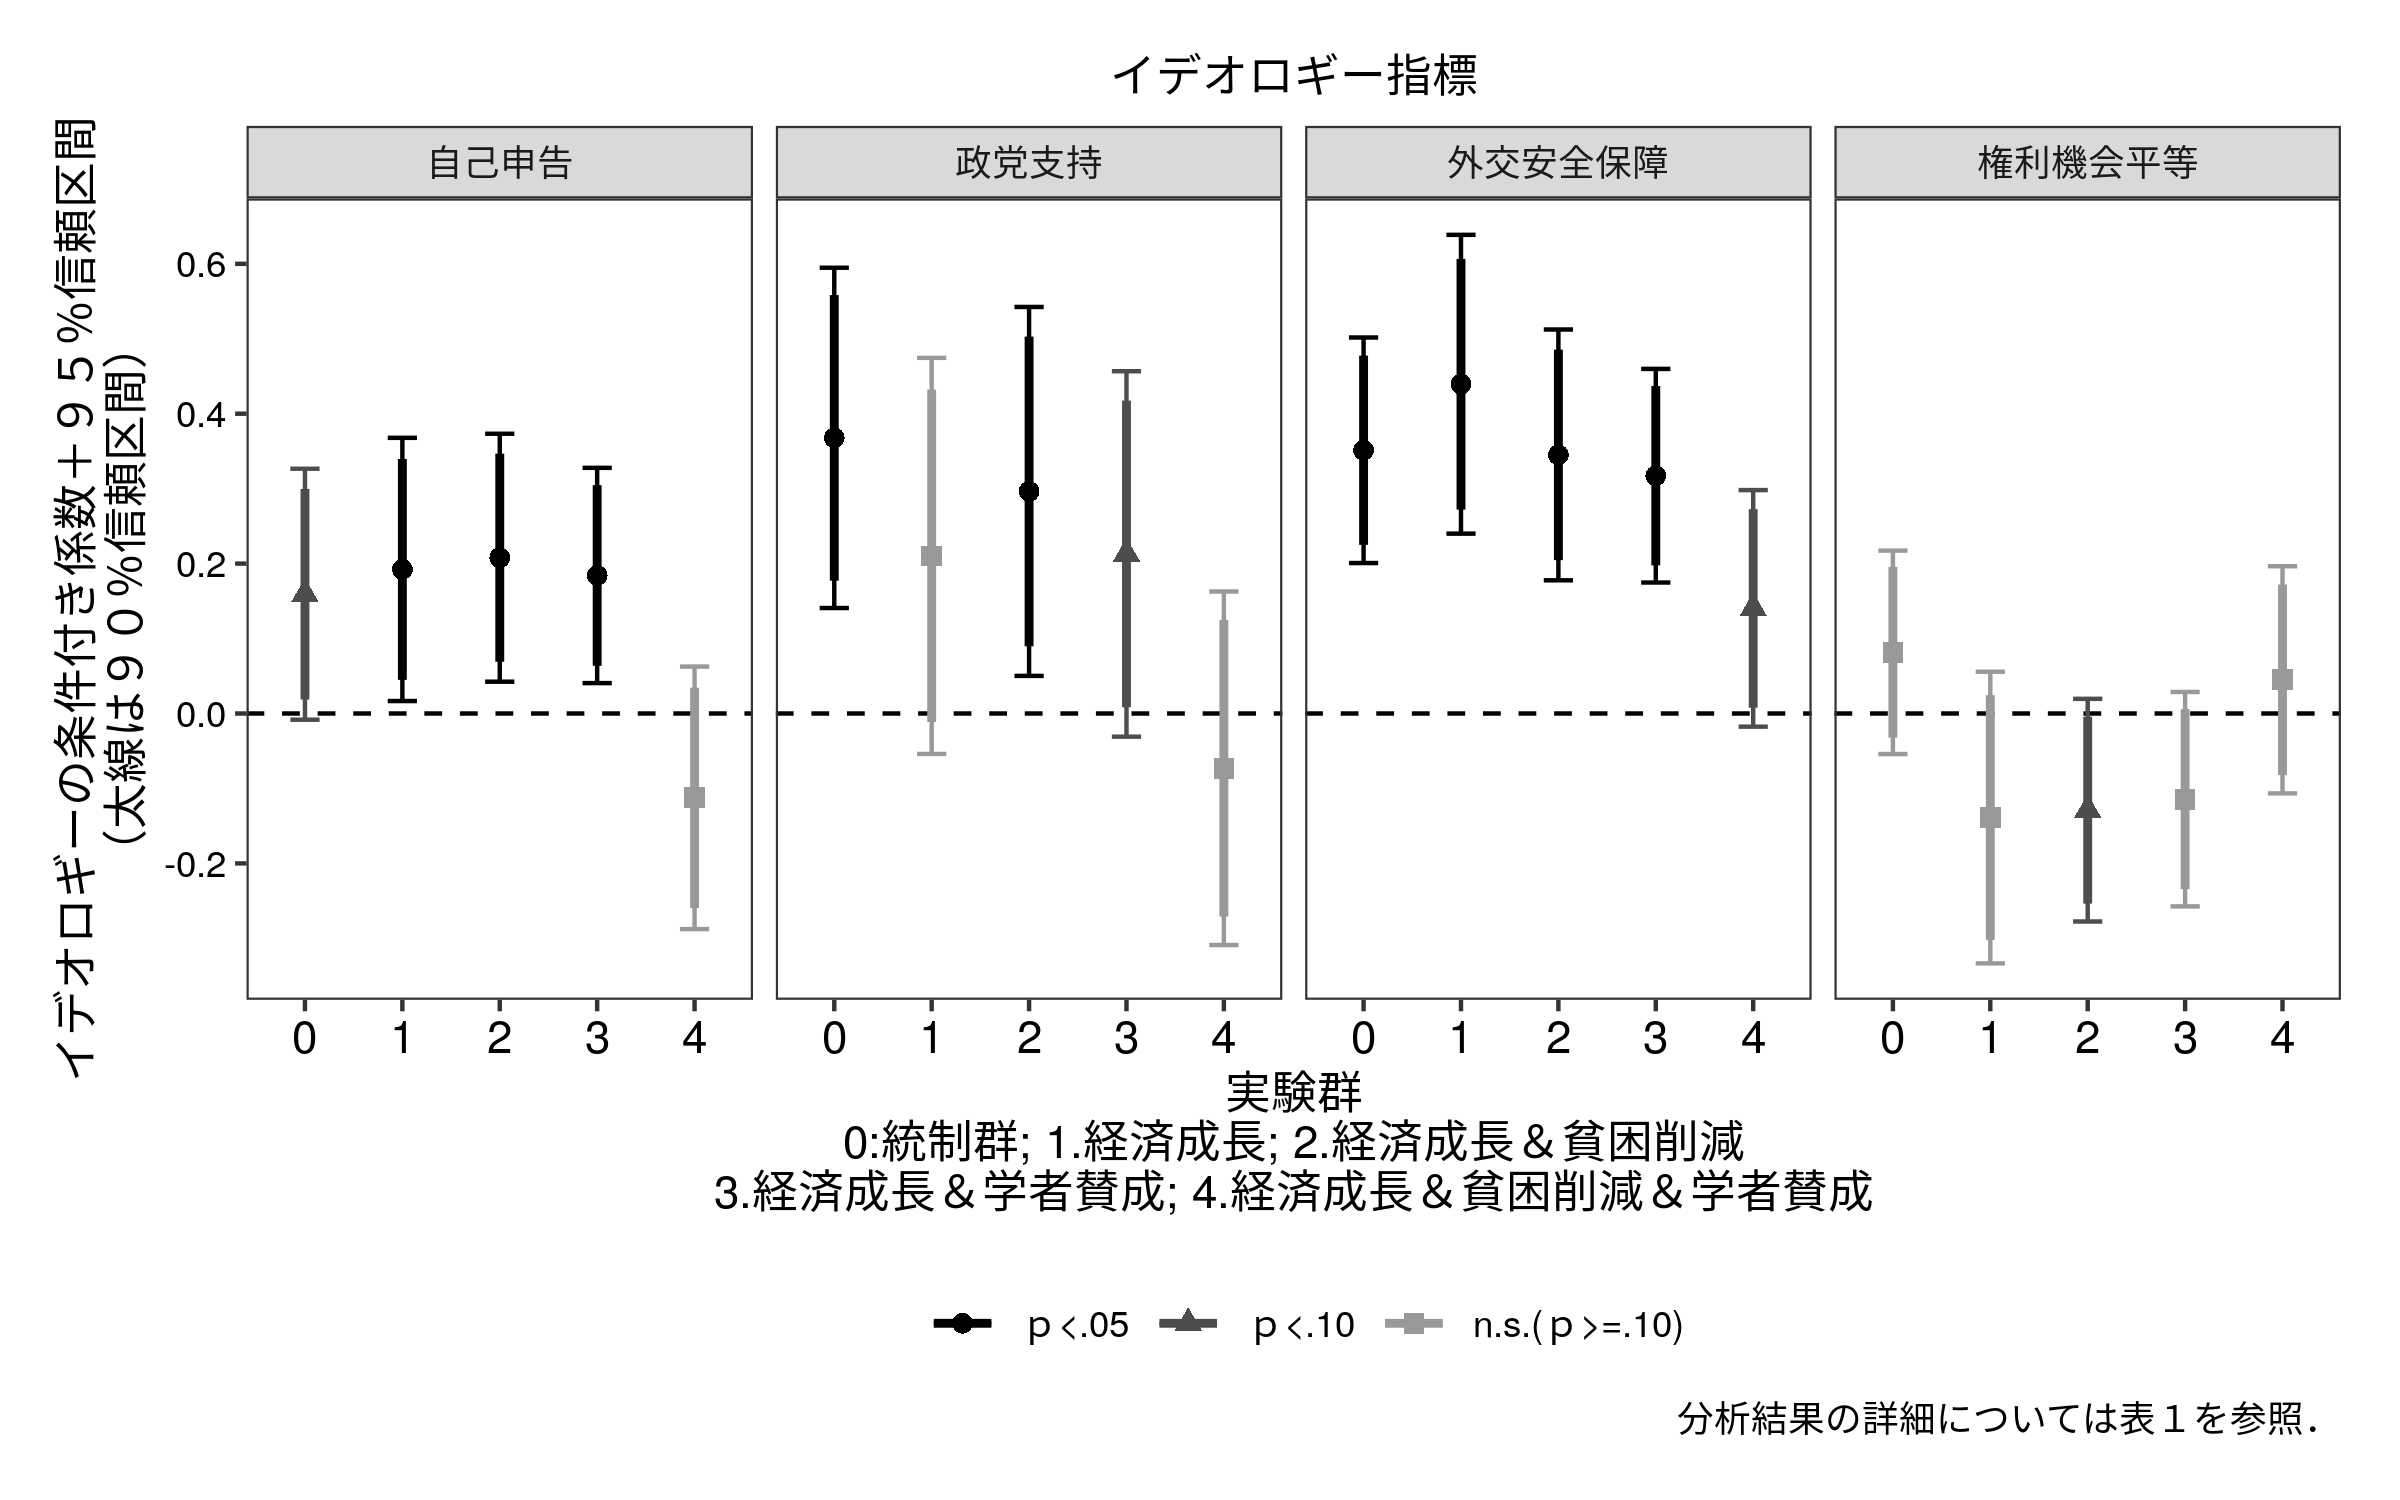 イデオロギー指標
自己申告
政党支持
外交安全保障
権利機会平等
イデオロギーの条件付き係数＋９５％信頼区間
（太線は９０％信頼区間）
0.6
0.4
0.2
0.0
-0.2
0 1 2 3 4
0 1 2 3 4
0 1 2 3 4
0 1 2 3 4
実験群
0:統制群; 1.経済成長; 2.経済成長＆貧困削減
3.経済成長＆学者賛成; 4.経済成長＆貧困削減＆学者賛成
ｐ<.05
ｐ<.10
n.s.(ｐ>=.10)
分析結果の詳細については表１を参照．